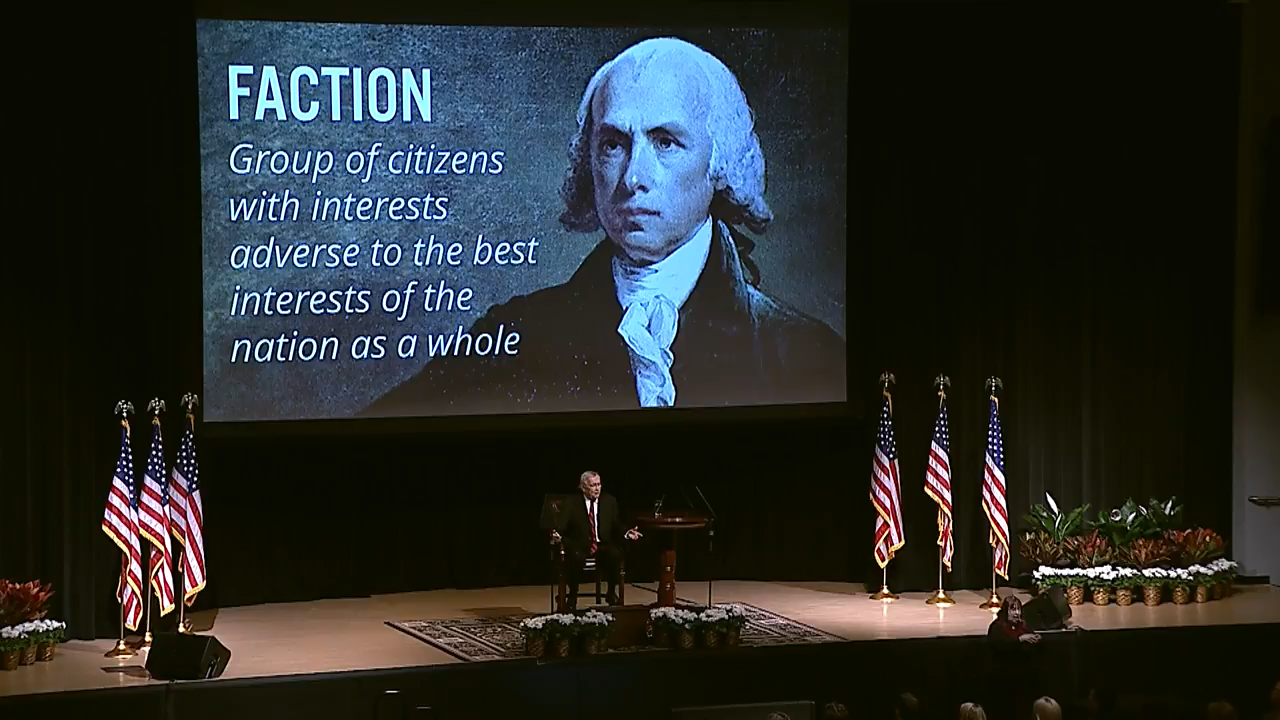 FACTION
Group of citizens
with interests
adverse to the best
interests of the
nation as a whole